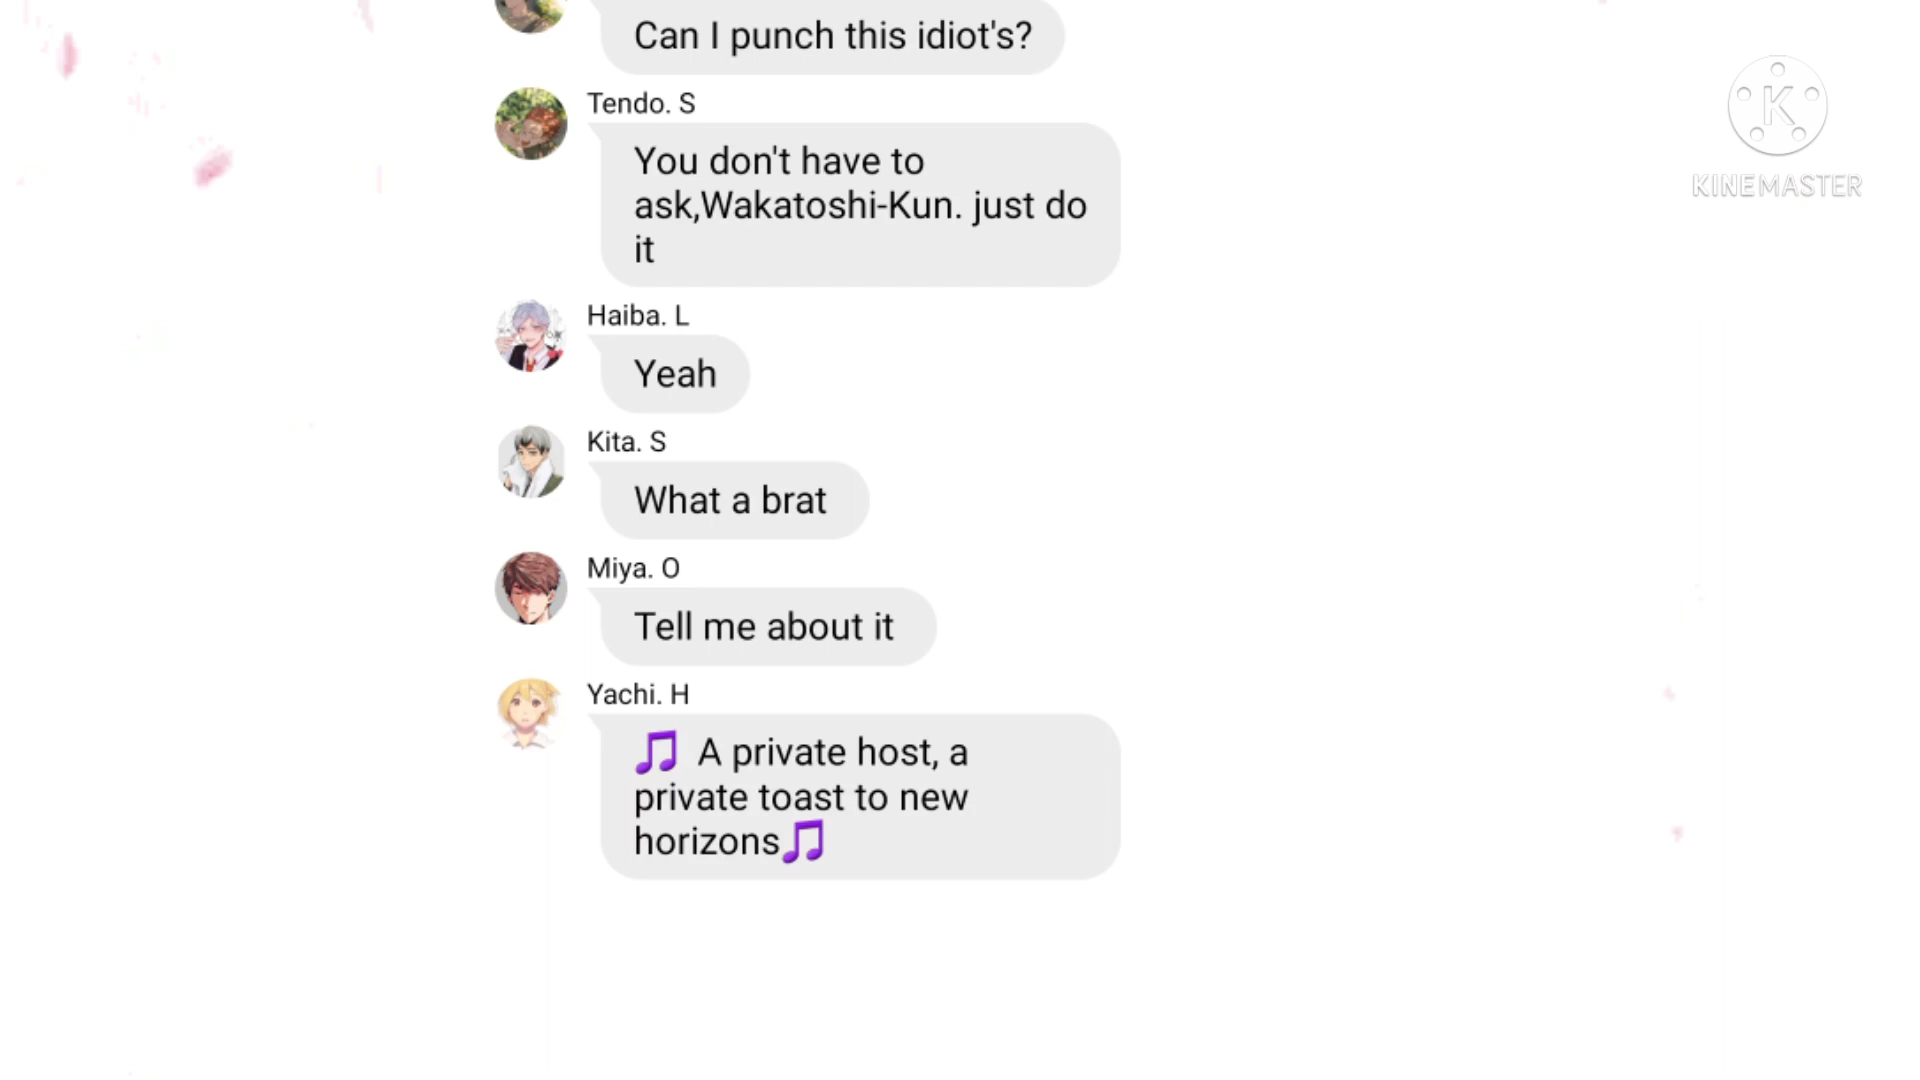 Can I punch this idiot's?
Tendo. S
You don't have to
ask,Wakatoshi-Kun. just do
it
Haiba. L
Yeah
Kita. S
What a brat
Miya. O
Tell me about it
Yachi. H
🎵 A private host, a
private toast to new
horizons🎵
K
KINEMASTER